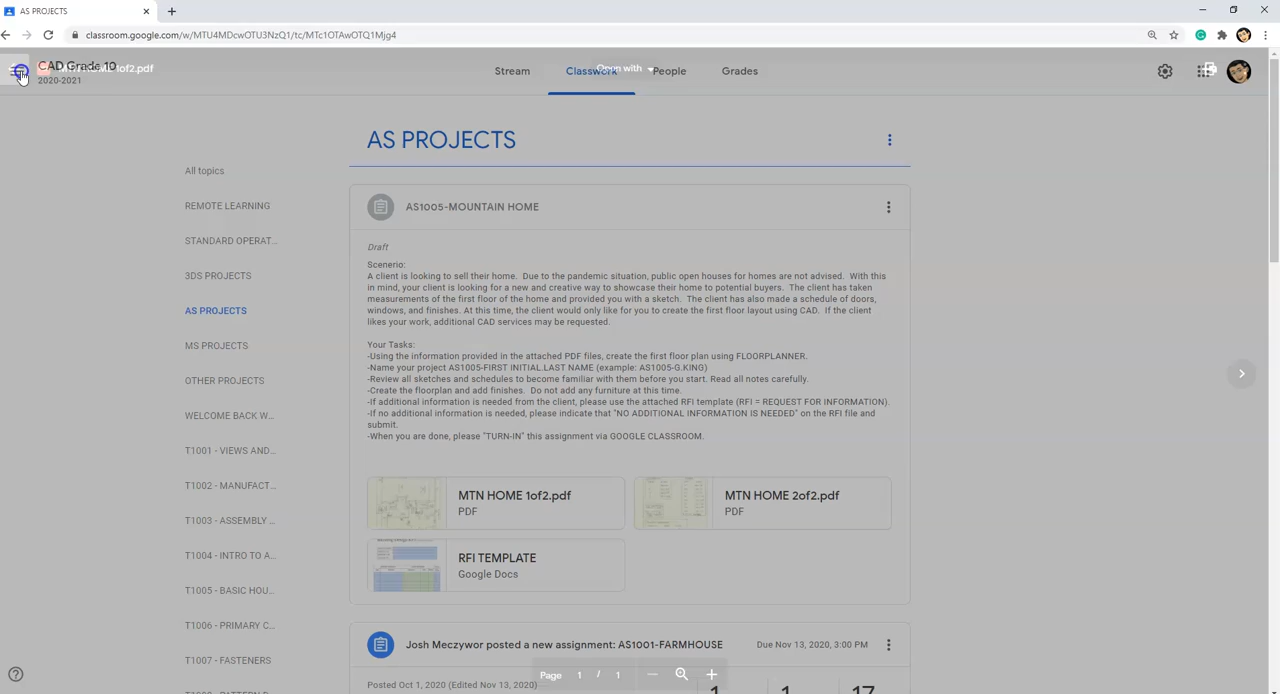 AS PROJECTS
classroom.google.com/w/MTU4MDcwOTU3NzQ1/tc/MTc1OTAwOTQ1Mjg4
CAD Grade 10
2020-2021
MTN HOME 1of2.pdf
Stream
Classwork
Open with
People
Grades
AS PROJECTS
All topics
REMOTE LEARNING
STANDARD OPERAT...
3DS PROJECTS
AS PROJECTS
MS PROJECTS
OTHER PROJECTS
WELCOME BACK W...
T1001 - VIEWS AND...
T1002 - MANUFACT...
T1003 - ASSEMBLY ...
T1004 - INTRO TO A...
T1005 - BASIC HOU...
T1006 - PRIMARY C...
T1007 - FASTENERS
AS1005-MOUNTAIN HOME
Draft
Scenerio:
A client is looking to sell their home.  Due to the pandemic situation, public open houses for homes are not advised.  With this
in mind, your client is looking for a new and creative way to showcase their home to potential buyers.  The client has taken
measurements of the first floor of the home and provided you with a sketch.  The client has also made a schedule of doors,
windows, and finishes. At this time, the client would only like for you to create the first floor layout using CAD.  If the client
likes your work, additional CAD services may be requested.
Your Tasks:
-Using the information provided in the attached PDF files, create the first floor plan using FLOORPLANNER.
-Name your project AS1005-FIRST INITIAL.LAST NAME (example: AS1005-G.KING)
-Review all sketches and schedules to become familiar with them before you start. Read all notes carefully.
-Create the floorplan and add finishes.  Do not add any furniture at this time.
-If additional information is needed from the client, please use the attached RFI template (RFI = REQUEST FOR INFORMATION).
-If no additional information is needed, please indicate that "NO ADDITIONAL INFORMATION IS NEEDED" on the RFI file and
submit.
-When you are done, please "TURN-IN" this assignment via GOOGLE CLASSROOM.
MTN HOME 1of2.pdf
PDF
MTN HOME 2of2.pdf
PDF
RFI TEMPLATE
Google Docs
Josh Meczywor posted a new assignment: AS1001-FARMHOUSE
Due Nov 13, 2020, 3:00 PM
Posted Oct 1, 2020 (Edited Nov 13, 2020)
1 1 17
Page 1 / 1